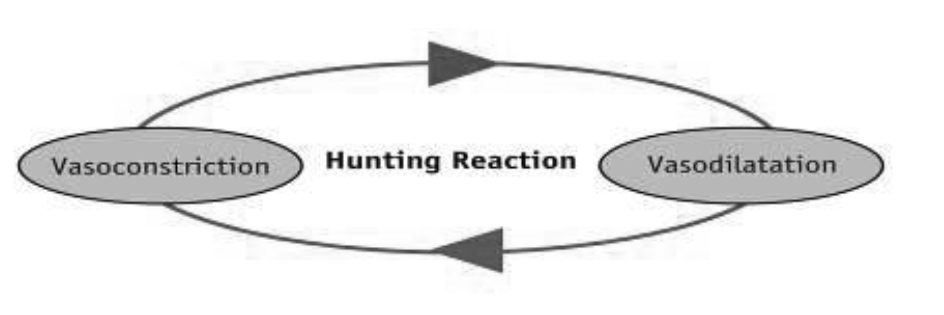 Vasoconstriction
Hunting Reaction
Vasodilatation